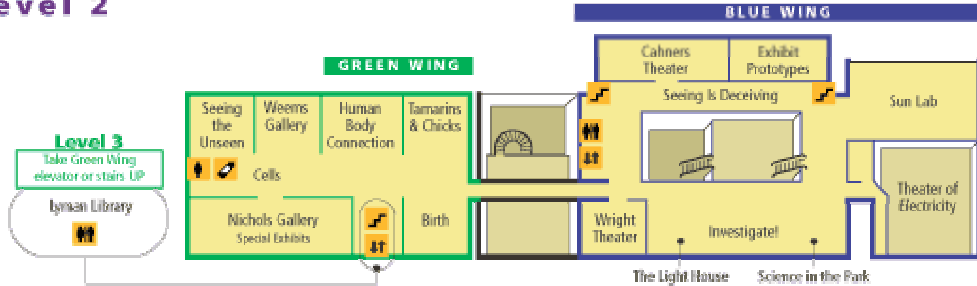 evel 2
BLUE WING
GREEN WING
Cahners
Theater
Exhibit
Prototypes
Seeing Is Deceiving
Sun Lab
Seeing
the
Unseen
Weems
Gallery
Human
Body
Connection
Tamarins
& Chicks
Level 3
Take Green Wing
elevator or stairs UP
Lyman Library
Cells
Nichols Gallery
Special Exhibits
Birth
Wright
Theater
Investigate!
Theater of
Electricity
The Light House
Science in the Park